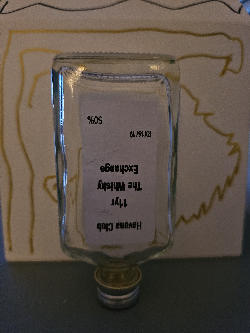 Havana Club
11yr
The Whisky
Exchange
50%